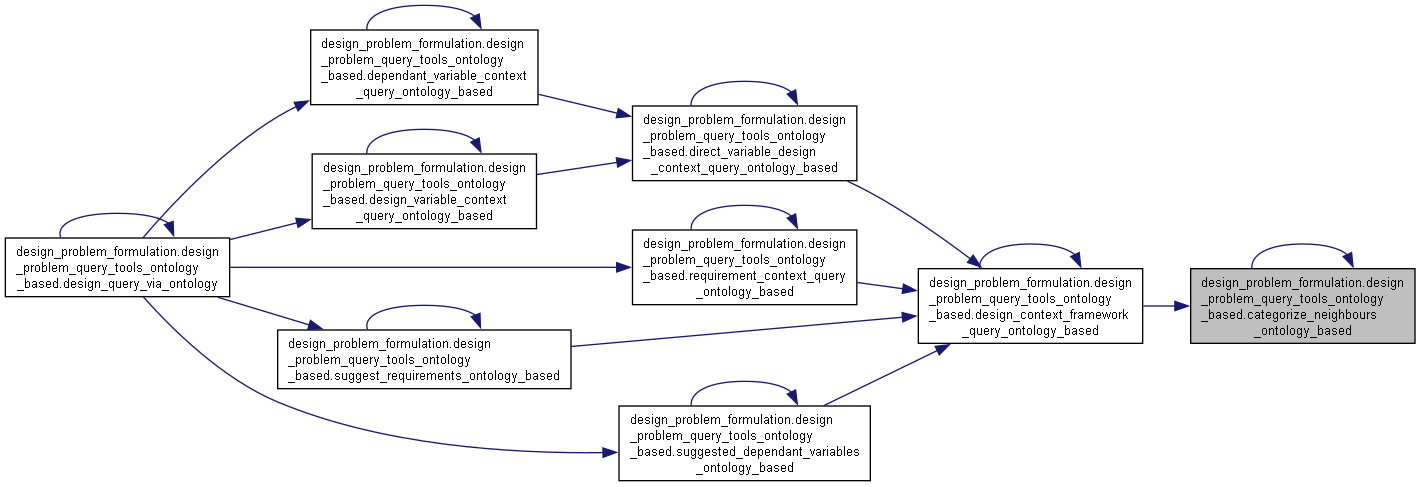 design_problem_formulation.design
_problem_query_tools_ontology
_based.dependant_variable_context
_query_ontology_based
design_problem_formulation.design
_problem_query_tools_ontology
_based.direct_variable_design
_context_query_ontology_based
design_problem_formulation.design
_problem_query_tools_ontology
_based.design_variable_context
_query_ontology_based
design_problem_formulation.design
_problem_query_tools_ontology
_based.design_query_via_ontology
design_problem_formulation.design
_problem_query_tools_ontology
_based.requirement_context_query
_ontology_based
design_problem_formulation.design
_problem_query_tools_ontology
_based.design_context_framework
_query_ontology_based
design_problem_formulation.design
_problem_query_tools_ontology
_based.categorize_neighbours
_ontology_based
design_problem_formulation.design
_problem_query_tools_ontology
_based.suggest_requirements_ontology_based
design_problem_formulation.design
_problem_query_tools_ontology
_based.suggested_dependant_variables
_ontology_based